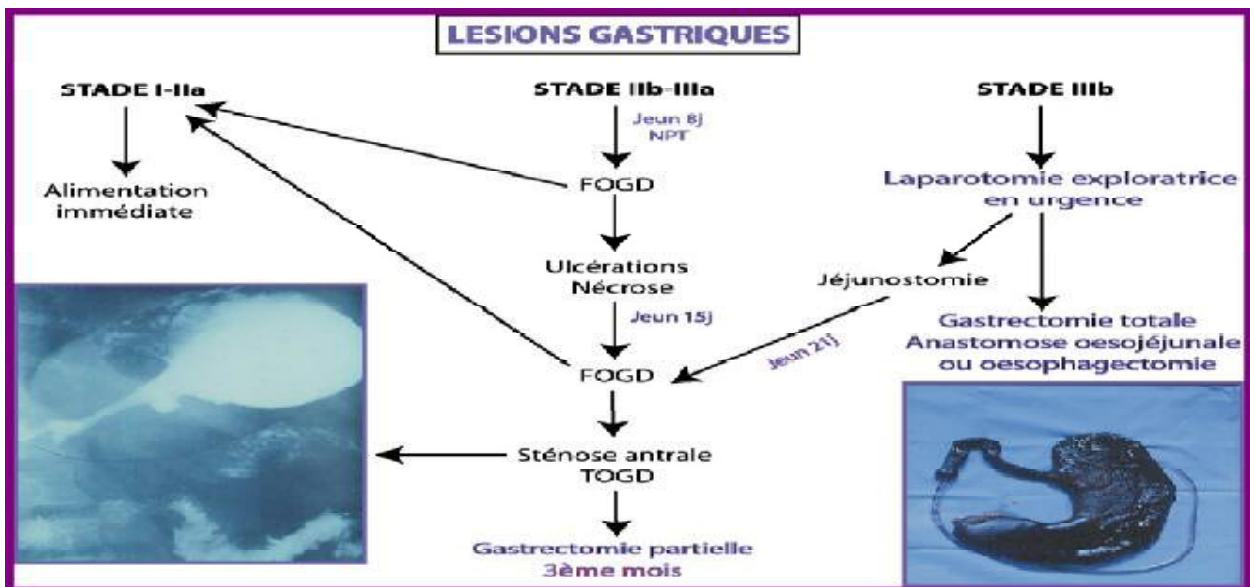 LESIONS GASTRIQUES
STADE I-IIa
Alimentation
immédiate
STADE IIb-IIIa
Jeun 8j
NPT
FOGD
Ulcérations
Nécrose
Jeun 15j
FOGD
Sténose antrale
TOGD
Gastrectomie partielle
3ème mois
STADE IIIb
Laparotomie exploratrice
en urgence
Jéjunostomie
Jeun 21j
Gastrectomie totale
Anastomose oesojéjunale
ou oesophagectomie